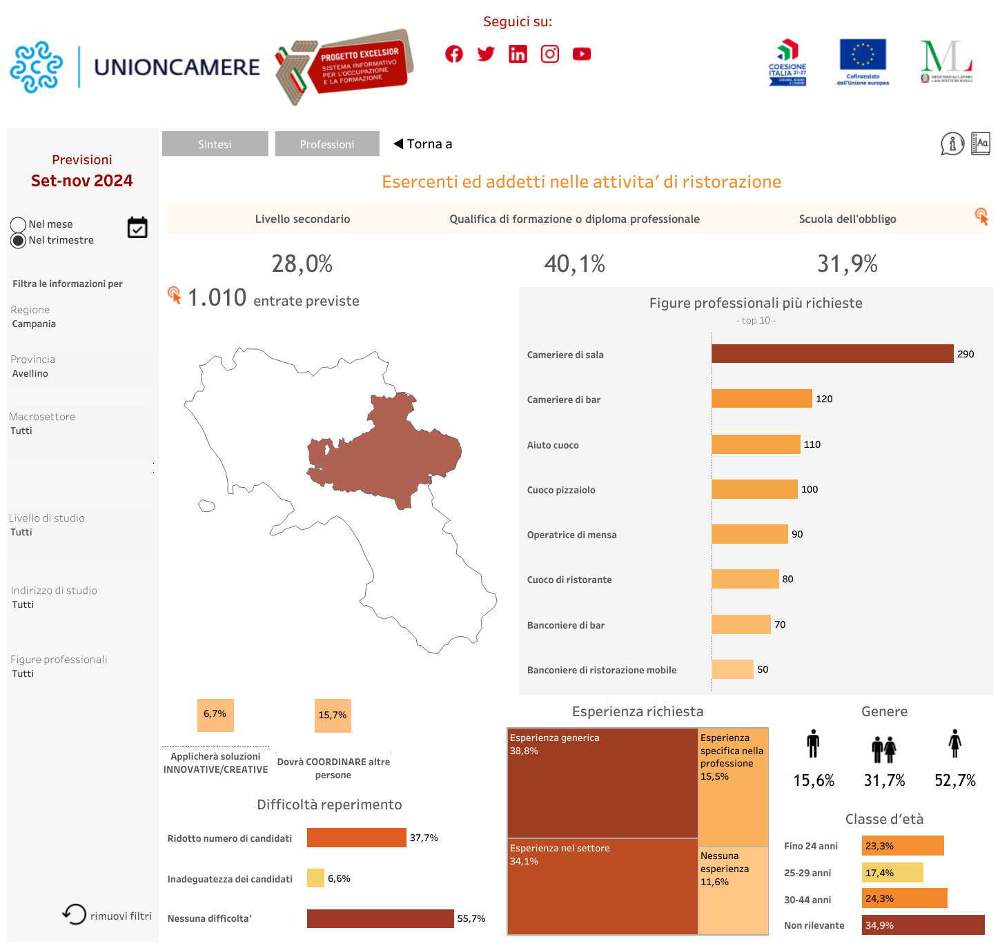 Seguici su:
UNIONCAMERE
PROGETTO EXCELSIOR
SISTEMA INFORMATIVO
PER L'OCCUPAZIONE
E LA FORMAZIONE
COESIONE
ITALIA 21-27
GIOVANI, DONNE
E LAVORO
Cofinanziato
dall'Unione europea
MINISTERO del LAVORO
e delle POLITICHE SOCIALI
Previsioni
Set-nov 2024
Nel mese
Nel trimestre
Filtra le informazioni per
Regione
Campania
Provincia
Avellino
Macrosettore
Tutti
Livello di studio
Tutti
Indirizzo di studio
Tutti
Figure professionali
Tutti
rimuovi filtri
Sintesi
Professioni
◀ Torna a
i
Aa
Esercenti ed addetti nelle attivita' di ristorazione
Livello secondario
Qualifica di formazione o diploma professionale
Scuola dell'obbligo
28,0%
40,1%
31,9%
1.010 entrate previste
Figure professionali più richieste
- top 10 -
Cameriere di sala 290
Cameriere di bar 120
Aiuto cuoco 110
Cuoco pizzaiolo 100
Operatrice di mensa 90
Cuoco di ristorante 80
Banconiere di bar 70
Banconiere di ristorazione mobile 50
6,7%
Applicherà soluzioni
INNOVATIVE/CREATIVE
15,7%
Dovrà COORDINARE altre
persone
Difficoltà reperimento
Ridotto numero di candidati 37,7%
Inadeguatezza dei candidati 6,6%
Nessuna difficolta' 55,7%
Esperienza richiesta
Esperienza generica
38,8%
Esperienza
specifica nella
professione
15,5%
Esperienza nel settore
34,1%
Nessuna
esperienza
11,6%
Genere
15,6%
31,7%
52,7%
Classe d'età
Fino 24 anni 23,3%
25-29 anni 17,4%
30-44 anni 24,3%
Non rilevante 34,9%